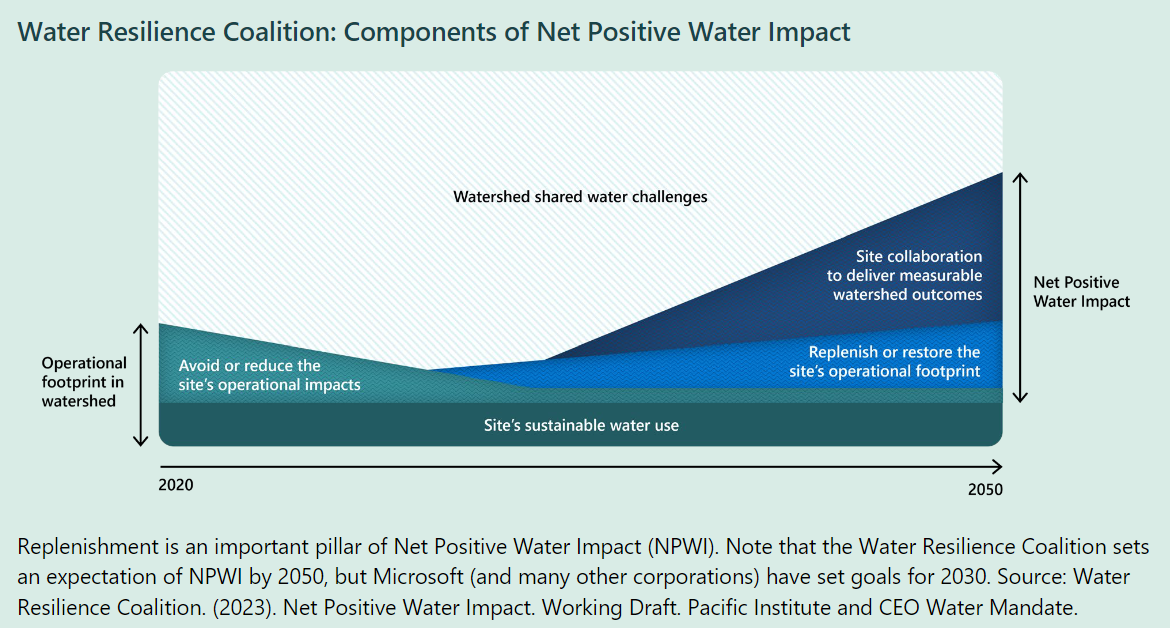 Water Resilience Coalition: Components of Net Positive Water Impact
Watershed shared water challenges
Site collaboration
to deliver measurable
watershed outcomes
Net Positive
Water Impact
Operational
footprint in
watershed
Avoid or reduce the
site's operational impacts
Replenish or restore the
site's operational footprint
Site's sustainable water use
2020
2050
Replenishment is an important pillar of Net Positive Water Impact (NPWI). Note that the Water Resilience Coalition sets
an expectation of NPWI by 2050, but Microsoft (and many other corporations) have set goals for 2030. Source: Water
Resilience Coalition. (2023). Net Positive Water Impact. Working Draft. Pacific Institute and CEO Water Mandate.